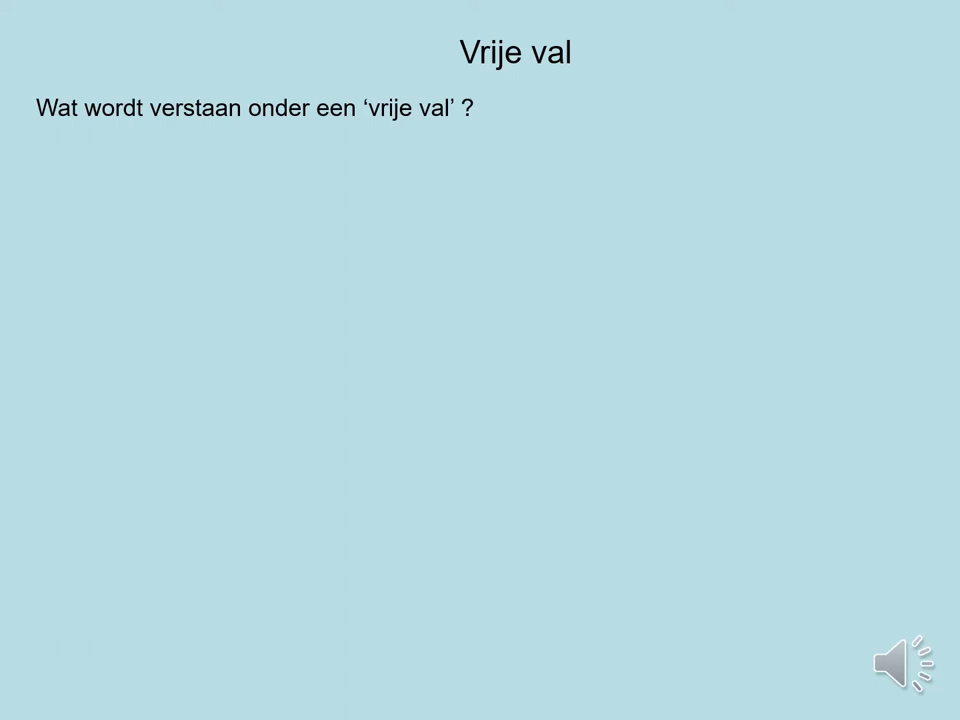 Vrije val
Wat wordt verstaan onder een ‘vrije val’ ?